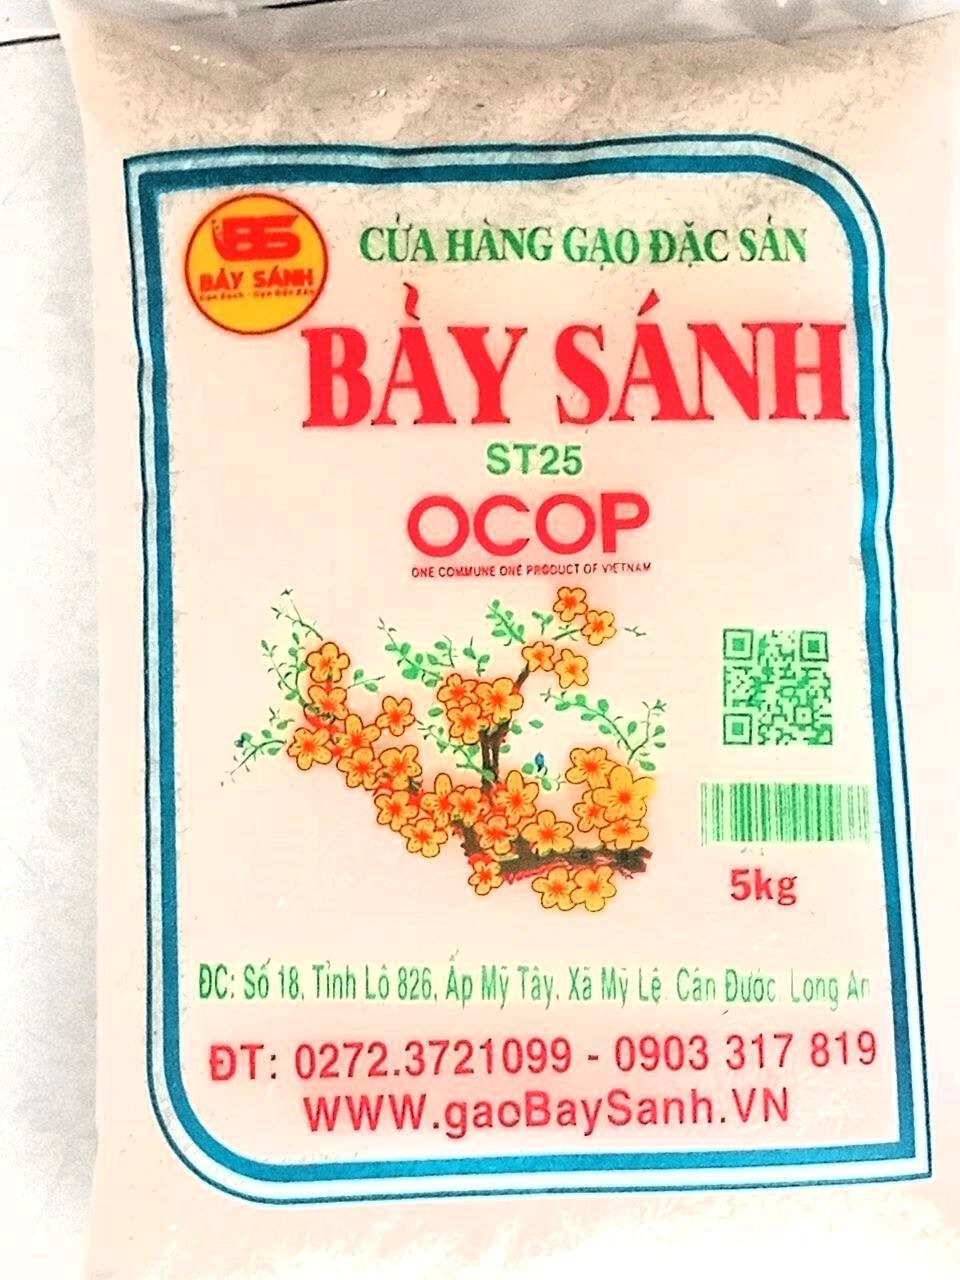 BS
BẢY SÁNH
CỬA HÀNG GẠO ĐẶC SẢN
BẢY SÁNH
ST25
OCOP
ONE COMMUNE ONE PRODUCT OF VIETNAM
5kg
ĐC: Số 18, Tỉnh Lộ 826, Ấp Mỹ Tây, Xã Mỹ Lệ, Cần Đước, Long An
ĐT: 0272.3721099 - 0903 317 819
WWW.gaoBaySanh.VN